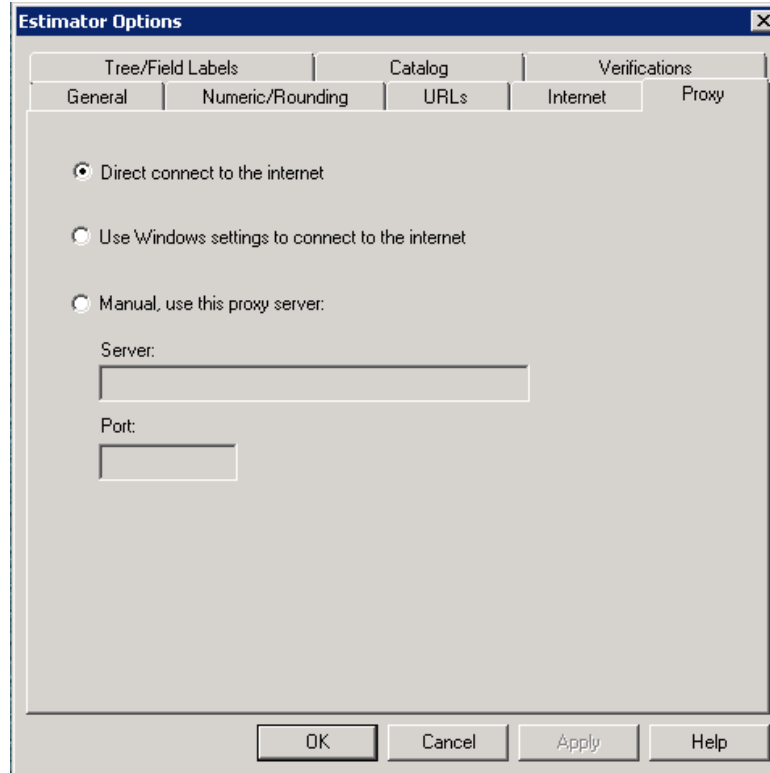 Estimator Options
Tree/Field Labels Catalog Verifications
General Numeric/Rounding URLs Internet Proxy
Direct connect to the internet
Use Windows settings to connect to the internet
Manual, use this proxy server:
Server:
Port:
OK Cancel Apply Help